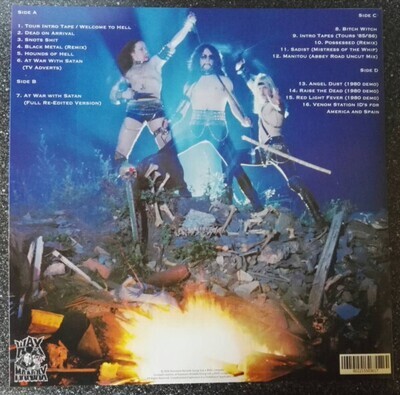 Side A
1. Tour Intro Tape / Welcome to Hell
2. Dead on Arrival
3. Snots Shit
4. Black Metal (Remix)
5. Hounds of Hell
6. At War with Satan
(TV Adverts)
Side B
7. At War with Satan
(Full Re-Edited Version)
Side C
8. Bitch Witch
9. Intro Tapes (Tours '85/86)
10. Possessed (Remix)
11. Sadist (Mistress of the Whip)
12. Manitou (Abbey Road Uncut Mix)
Side D
13. Angel Dust (1980 demo)
14. Raise the Dead (1980 demo)
15. Red Light Fever (1980 demo)
16. Venom Station ID's for
America and Spain
WAX
MANIAX